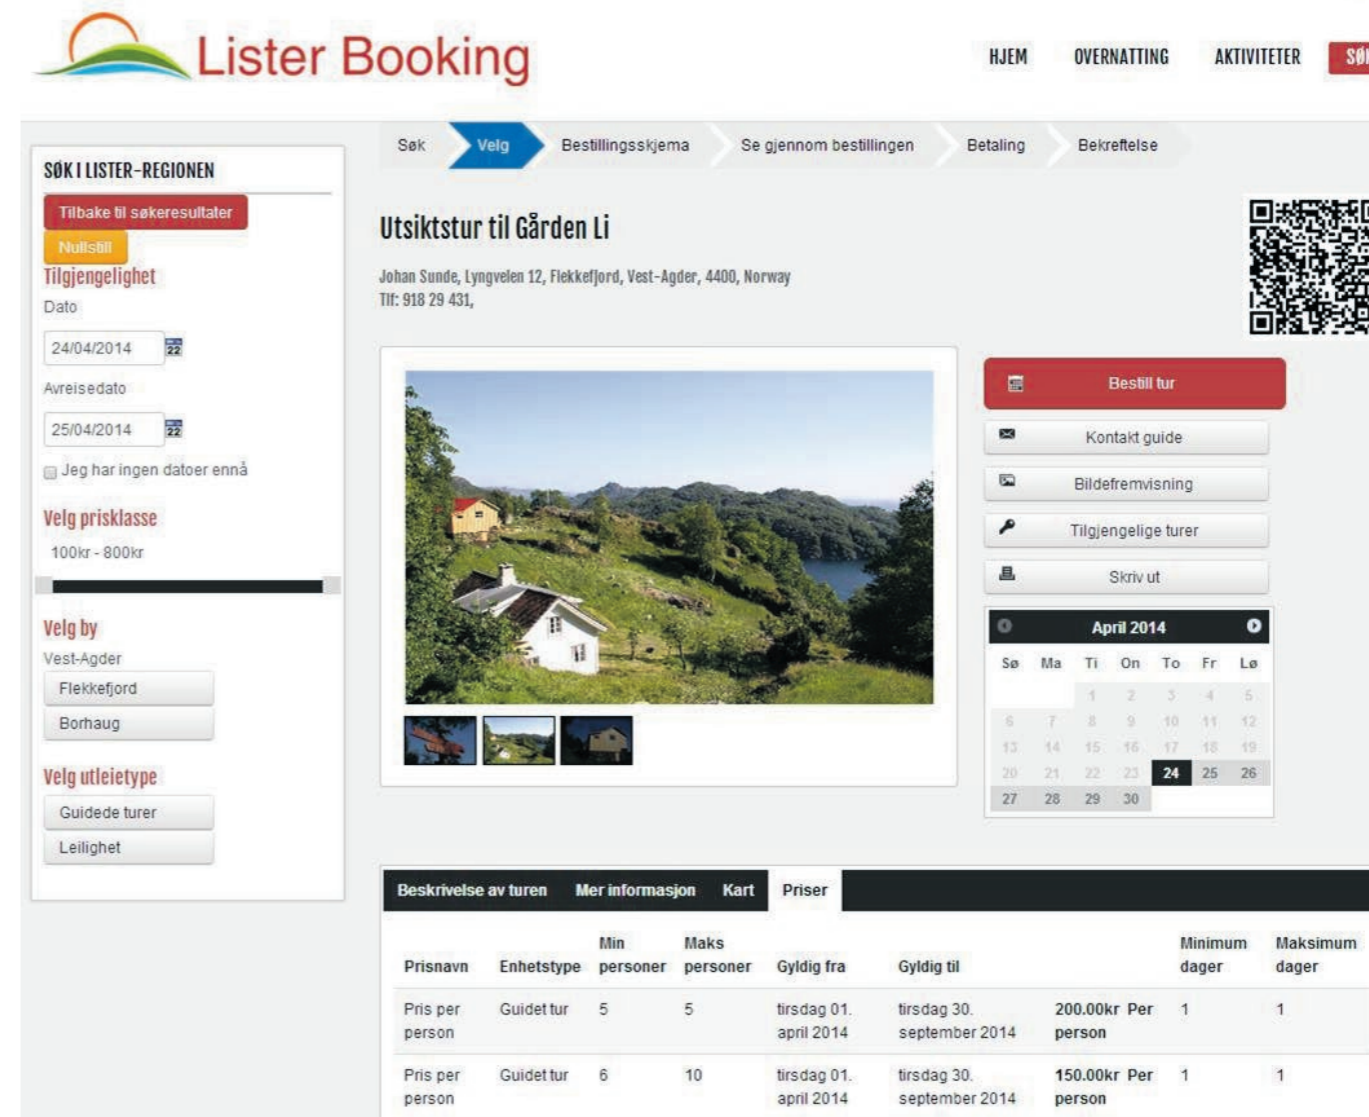 Lister Booking
HJEM OVERNATTING AKTIVITETER
SØK I LISTER-REGIONEN
Tilbake til søkeresultater
Nullstill
Tilgjengelighet
Dato
24/04/2014 22
Avreisedato
25/04/2014 22
Jeg har ingen datoer ennå
Velg prisklasse
100kr - 800kr
Velg by
Vest-Agder
Flekkefjord
Borhaug
Velg utleietype
Guidede turer
Leilighet
Søk Velg Bestillingsskjema Se gjennom bestillingen Betaling Bekreftelse
Utsiktstur til Gården Li
Johan Sunde, Lyngveien 12, Flekkefjord, Vest-Agder, 4400, Norway
Tlf: 918 29 431,
Bestill tur
Kontakt guide
Bildefremvisning
Tilgjengelige turer
Skriv ut
April 2014
Sø Ma Ti On To Fr Lø
1 2 3 4 5
6 7 8 9 10 11 12
13 14 15 16 17 18 19
20 21 22 23 24 25 26
27 28 29 30
Beskrivelse av turen Mer informasjon Kart Priser
Prisnavn Enhetstype Min personer Maks personer Gyldig fra Gyldig til Minimum dager Maksimum dager
Pris per person Guidet tur 5 5 tirsdag 01. april 2014 tirsdag 30. september 2014 200.00kr Per person 1 1
Pris per person Guidet tur 6 10 tirsdag 01. april 2014 tirsdag 30. september 2014 150.00kr Per person 1 1